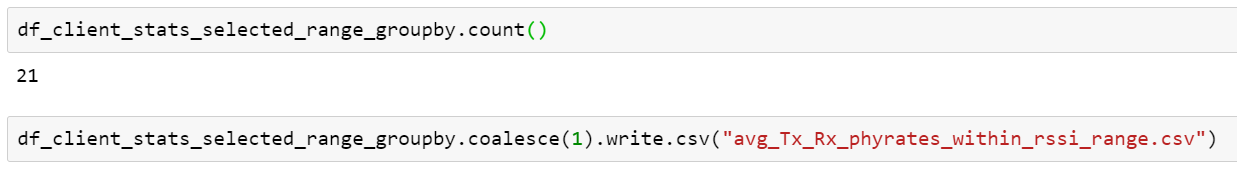 df_client_stats_selected_range_groupby.count()
21
df_client_stats_selected_range_groupby.coalesce(1).write.csv("avg_Tx_Rx_phyrates_within_rssi_range.csv")